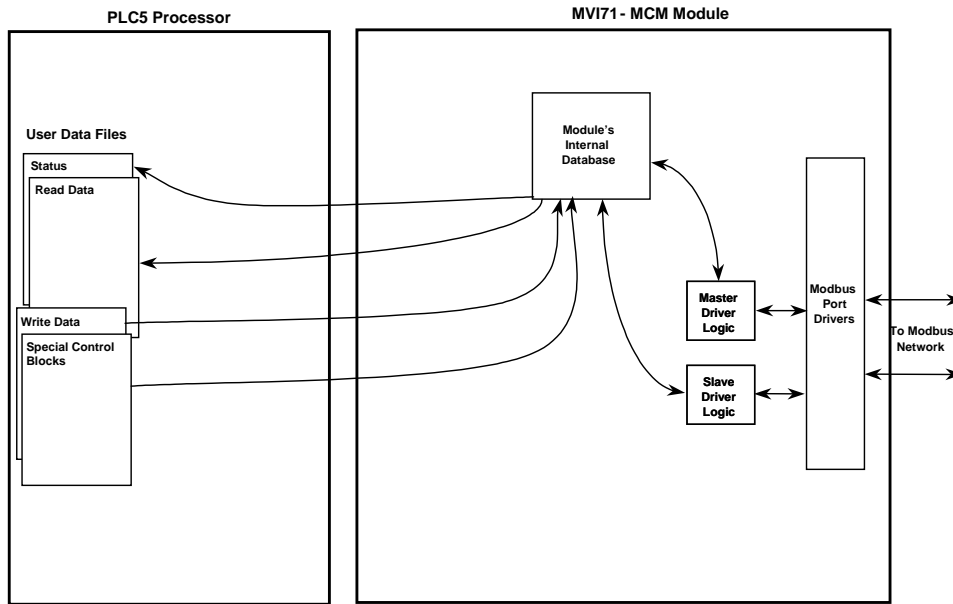 PLC5 Processor
MVI71 - MCM Module
User Data Files
Status
Read Data
Write Data
Special Control
Blocks
Module's
Internal
Database
Master
Driver
Logic
Slave
Driver
Logic
Modbus
Port
Drivers
To Modbus
Network